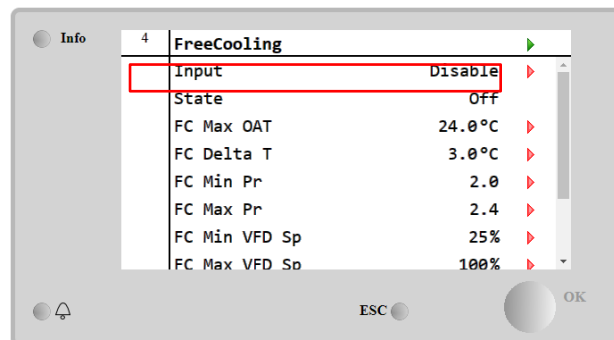 Info
4 FreeCooling
Input Disable
State Off
FC Max OAT 24.0°C
FC Delta T 3.0°C
FC Min Pr 2.0
FC Max Pr 2.4
FC Min VFD Sp 25%
FC Max VFD Sp 100%
ESC
OK